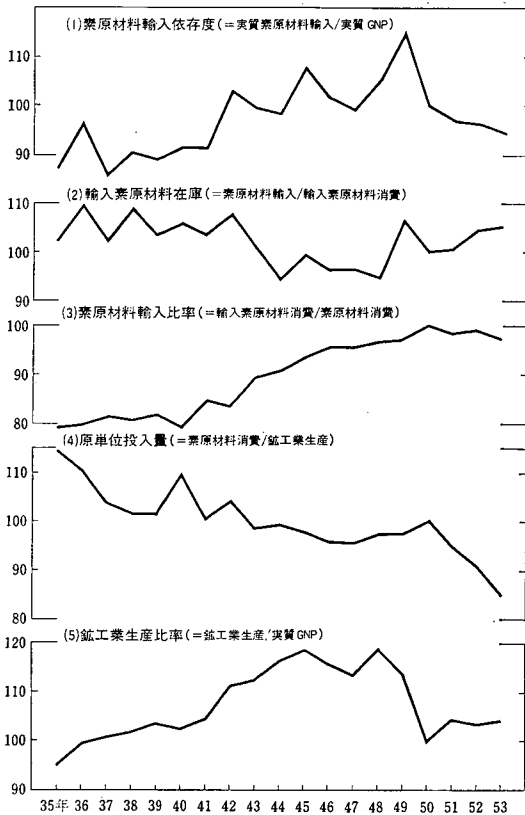 (1)素原材料輸入依存度(=実質素原材料輸入/実質GNP)
110
100
90
(2)輸入素原材料在庫(=素原材料輸入/輸入素原材料消費)
110
100
90
(3)素原材料輸入比率(=輸入素原材料消費/素原材料消費)
100
90
80
(4)原単位投入量(=素原材料消費/鉱工業生産)
110
100
90
80
(5)鉱工業生産比率(=鉱工業生産/実質GNP)
120
110
100
90
35年 36 37 38 39 40 41 42 43 44 45 46 47 48 49 50 51 52 53